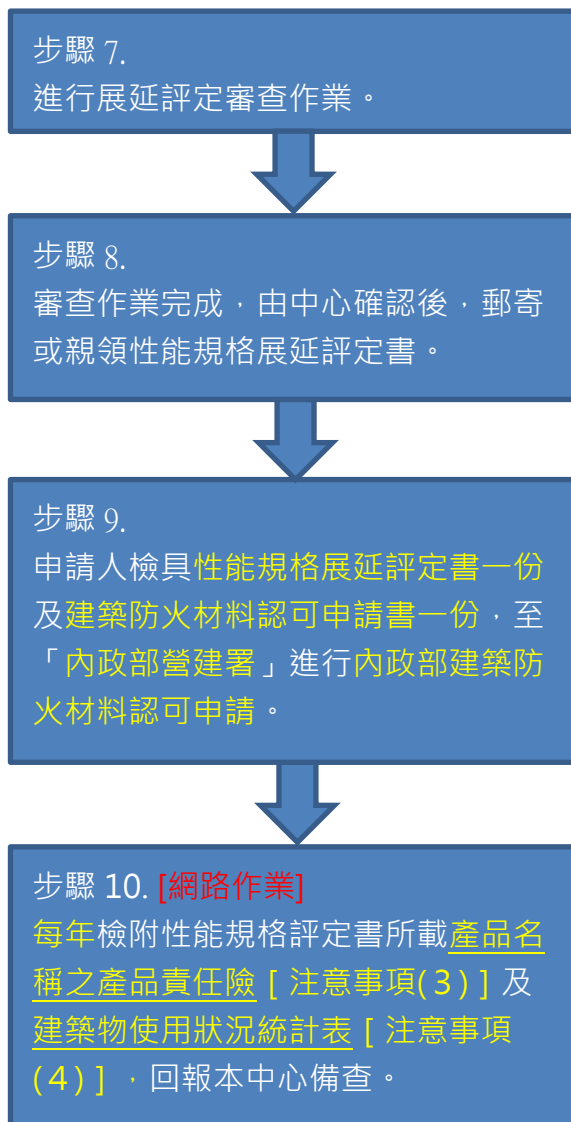 步驟 7.
進行展延評定審查作業。
步驟 8.
審查作業完成，由中心確認後，郵寄
或親領性能規格展延評定書。
步驟 9.
申請人檢具性能規格展延評定書一份
及建築防火材料認可申請書一份，至
「內政部營建署」進行內政部建築防
火材料認可申請。
步驟 10. [網路作業]
每年檢附性能規格評定書所載產品名
稱之產品責任險 [ 注意事項(3) ] 及
建築物使用狀況統計表 [ 注意事項
(4) ] ，回報本中心備查。